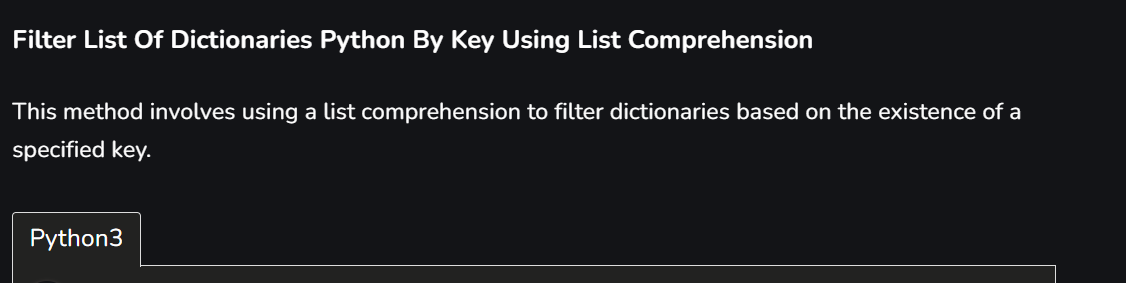 Filter List Of Dictionaries Python By Key Using List Comprehension
This method involves using a list comprehension to filter dictionaries based on the existence of a
specified key.
Python3